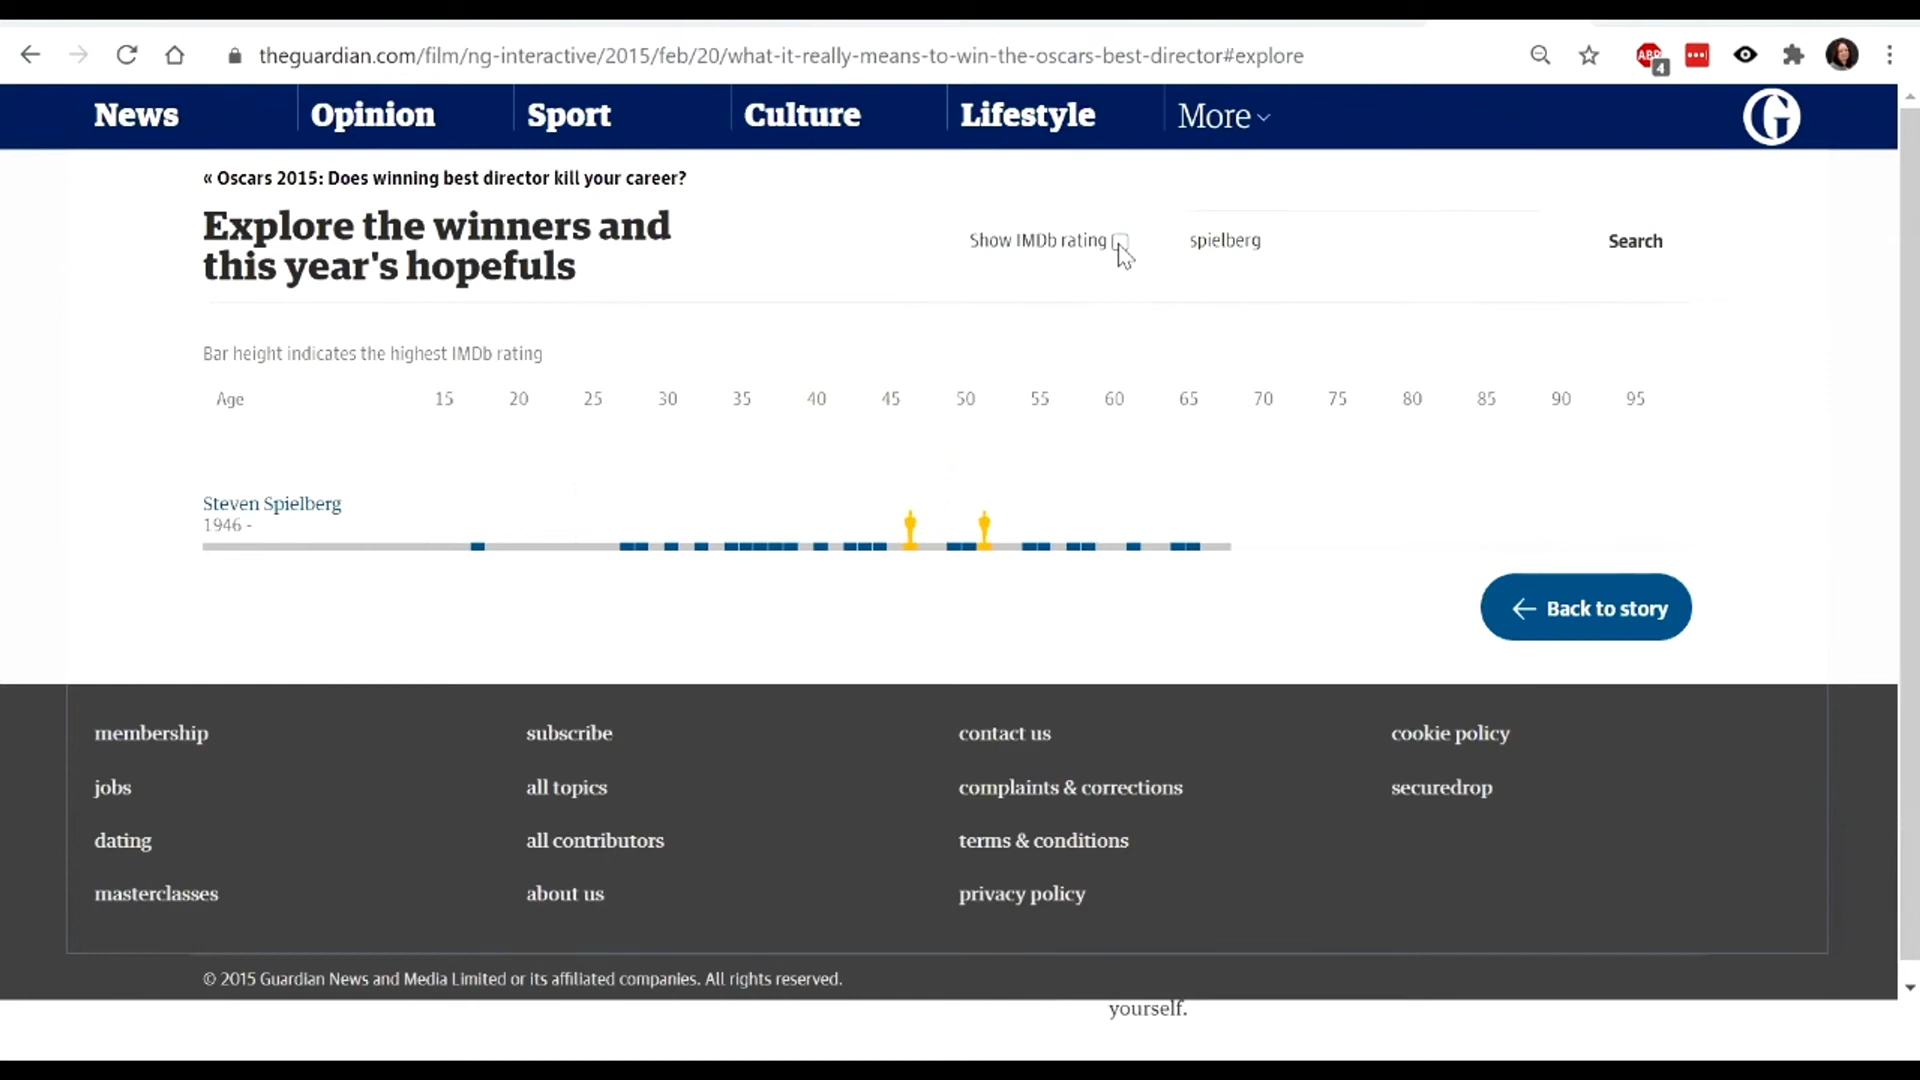 theguardian.com/film/ng-interactive/2015/feb/20/what-it-really-means-to-win-the-oscars-best-director#explore
ABP
4
News
Opinion
Sport
Culture
Lifestyle
More
G
« Oscars 2015: Does winning best director kill your career?
Explore the winners and
this year's hopefuls
Show IMDb rating
spielberg
Search
Bar height indicates the highest IMDb rating
Age 15 20 25 30 35 40 45 50 55 60 65 70 75 80 85 90 95
Steven Spielberg
1946 -
← Back to story
membership
subscribe
contact us
cookie policy
jobs
all topics
complaints & corrections
securedrop
dating
all contributors
terms & conditions
masterclasses
about us
privacy policy
© 2015 Guardian News and Media Limited or its affiliated companies. All rights reserved.
yourself.